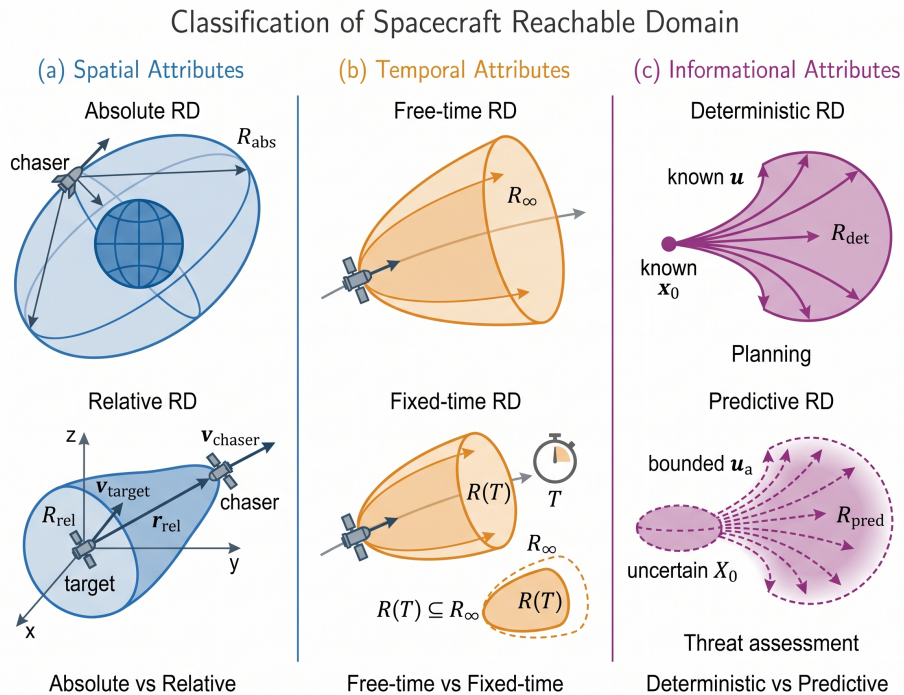 Classification of Spacecraft Reachable Domain
(a) Spatial Attributes
Absolute RD
R_abs
chaser
Relative RD
z
v_chaser
chaser
v_target
R_rel
r_rel
target
y
x
Absolute vs Relative
(b) Temporal Attributes
Free-time RD
R_∞
Fixed-time RD
R(T)
T
R_∞
R(T) ⊆ R_∞
R(T)
Free-time vs Fixed-time
(c) Informational Attributes
Deterministic RD
known u
R_det
known
x_0
Planning
Predictive RD
bounded u_a
R_pred
uncertain X_0
Threat assessment
Deterministic vs Predictive